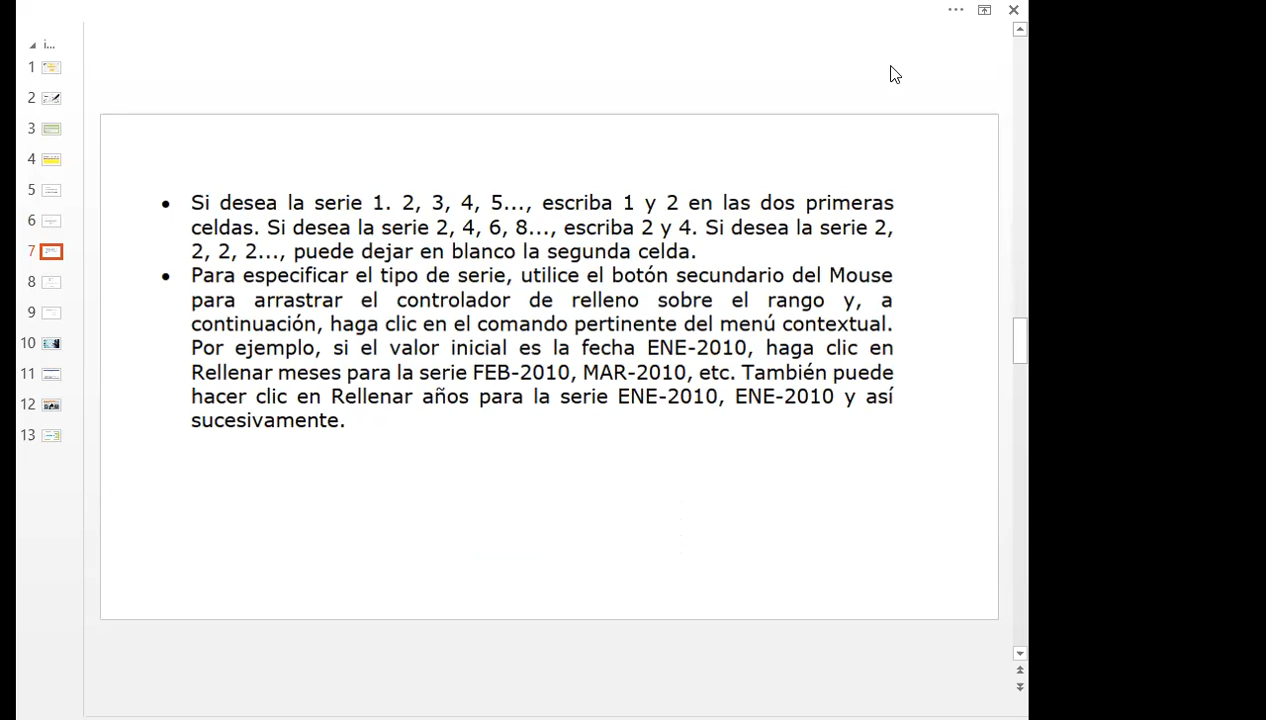 i...
1
2
3
4
5
6
7
8
9
10
11
12
13
• Si desea la serie 1. 2, 3, 4, 5..., escriba 1 y 2 en las dos primeras
celdas. Si desea la serie 2, 4, 6, 8..., escriba 2 y 4. Si desea la serie 2,
2, 2, 2..., puede dejar en blanco la segunda celda.
• Para especificar el tipo de serie, utilice el botón secundario del Mouse
para arrastrar el controlador de relleno sobre el rango y, a
continuación, haga clic en el comando pertinente del menú contextual.
Por ejemplo, si el valor inicial es la fecha ENE-2010, haga clic en
Rellenar meses para la serie FEB-2010, MAR-2010, etc. También puede
hacer clic en Rellenar años para la serie ENE-2010, ENE-2010 y así
sucesivamente.